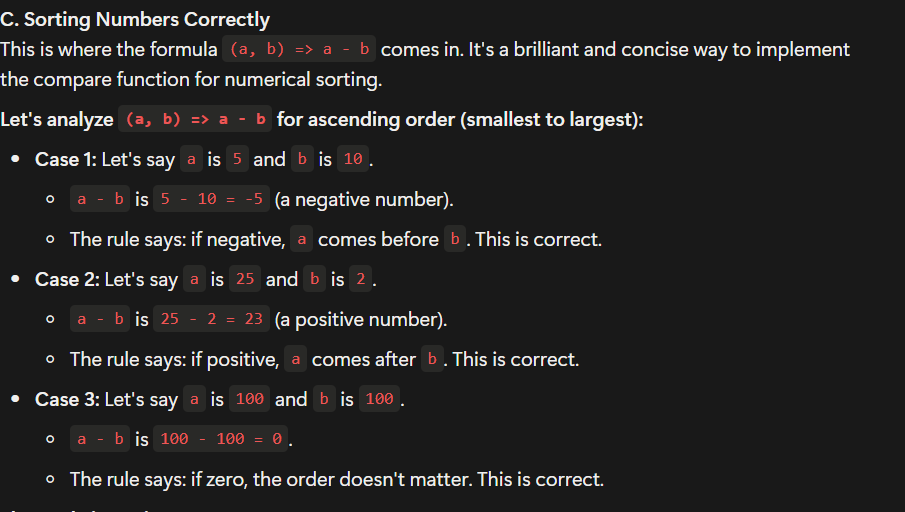 C. Sorting Numbers Correctly
This is where the formula (a, b) => a - b comes in. It's a brilliant and concise way to implement
the compare function for numerical sorting.
Let's analyze (a, b) => a - b for ascending order (smallest to largest):
• Case 1: Let's say a is 5 and b is 10.
○ a - b is 5 - 10 = -5 (a negative number).
○ The rule says: if negative, a comes before b. This is correct.
• Case 2: Let's say a is 25 and b is 2.
○ a - b is 25 - 2 = 23 (a positive number).
○ The rule says: if positive, a comes after b. This is correct.
• Case 3: Let's say a is 100 and b is 100.
○ a - b is 100 - 100 = 0.
○ The rule says: if zero, the order doesn't matter. This is correct.